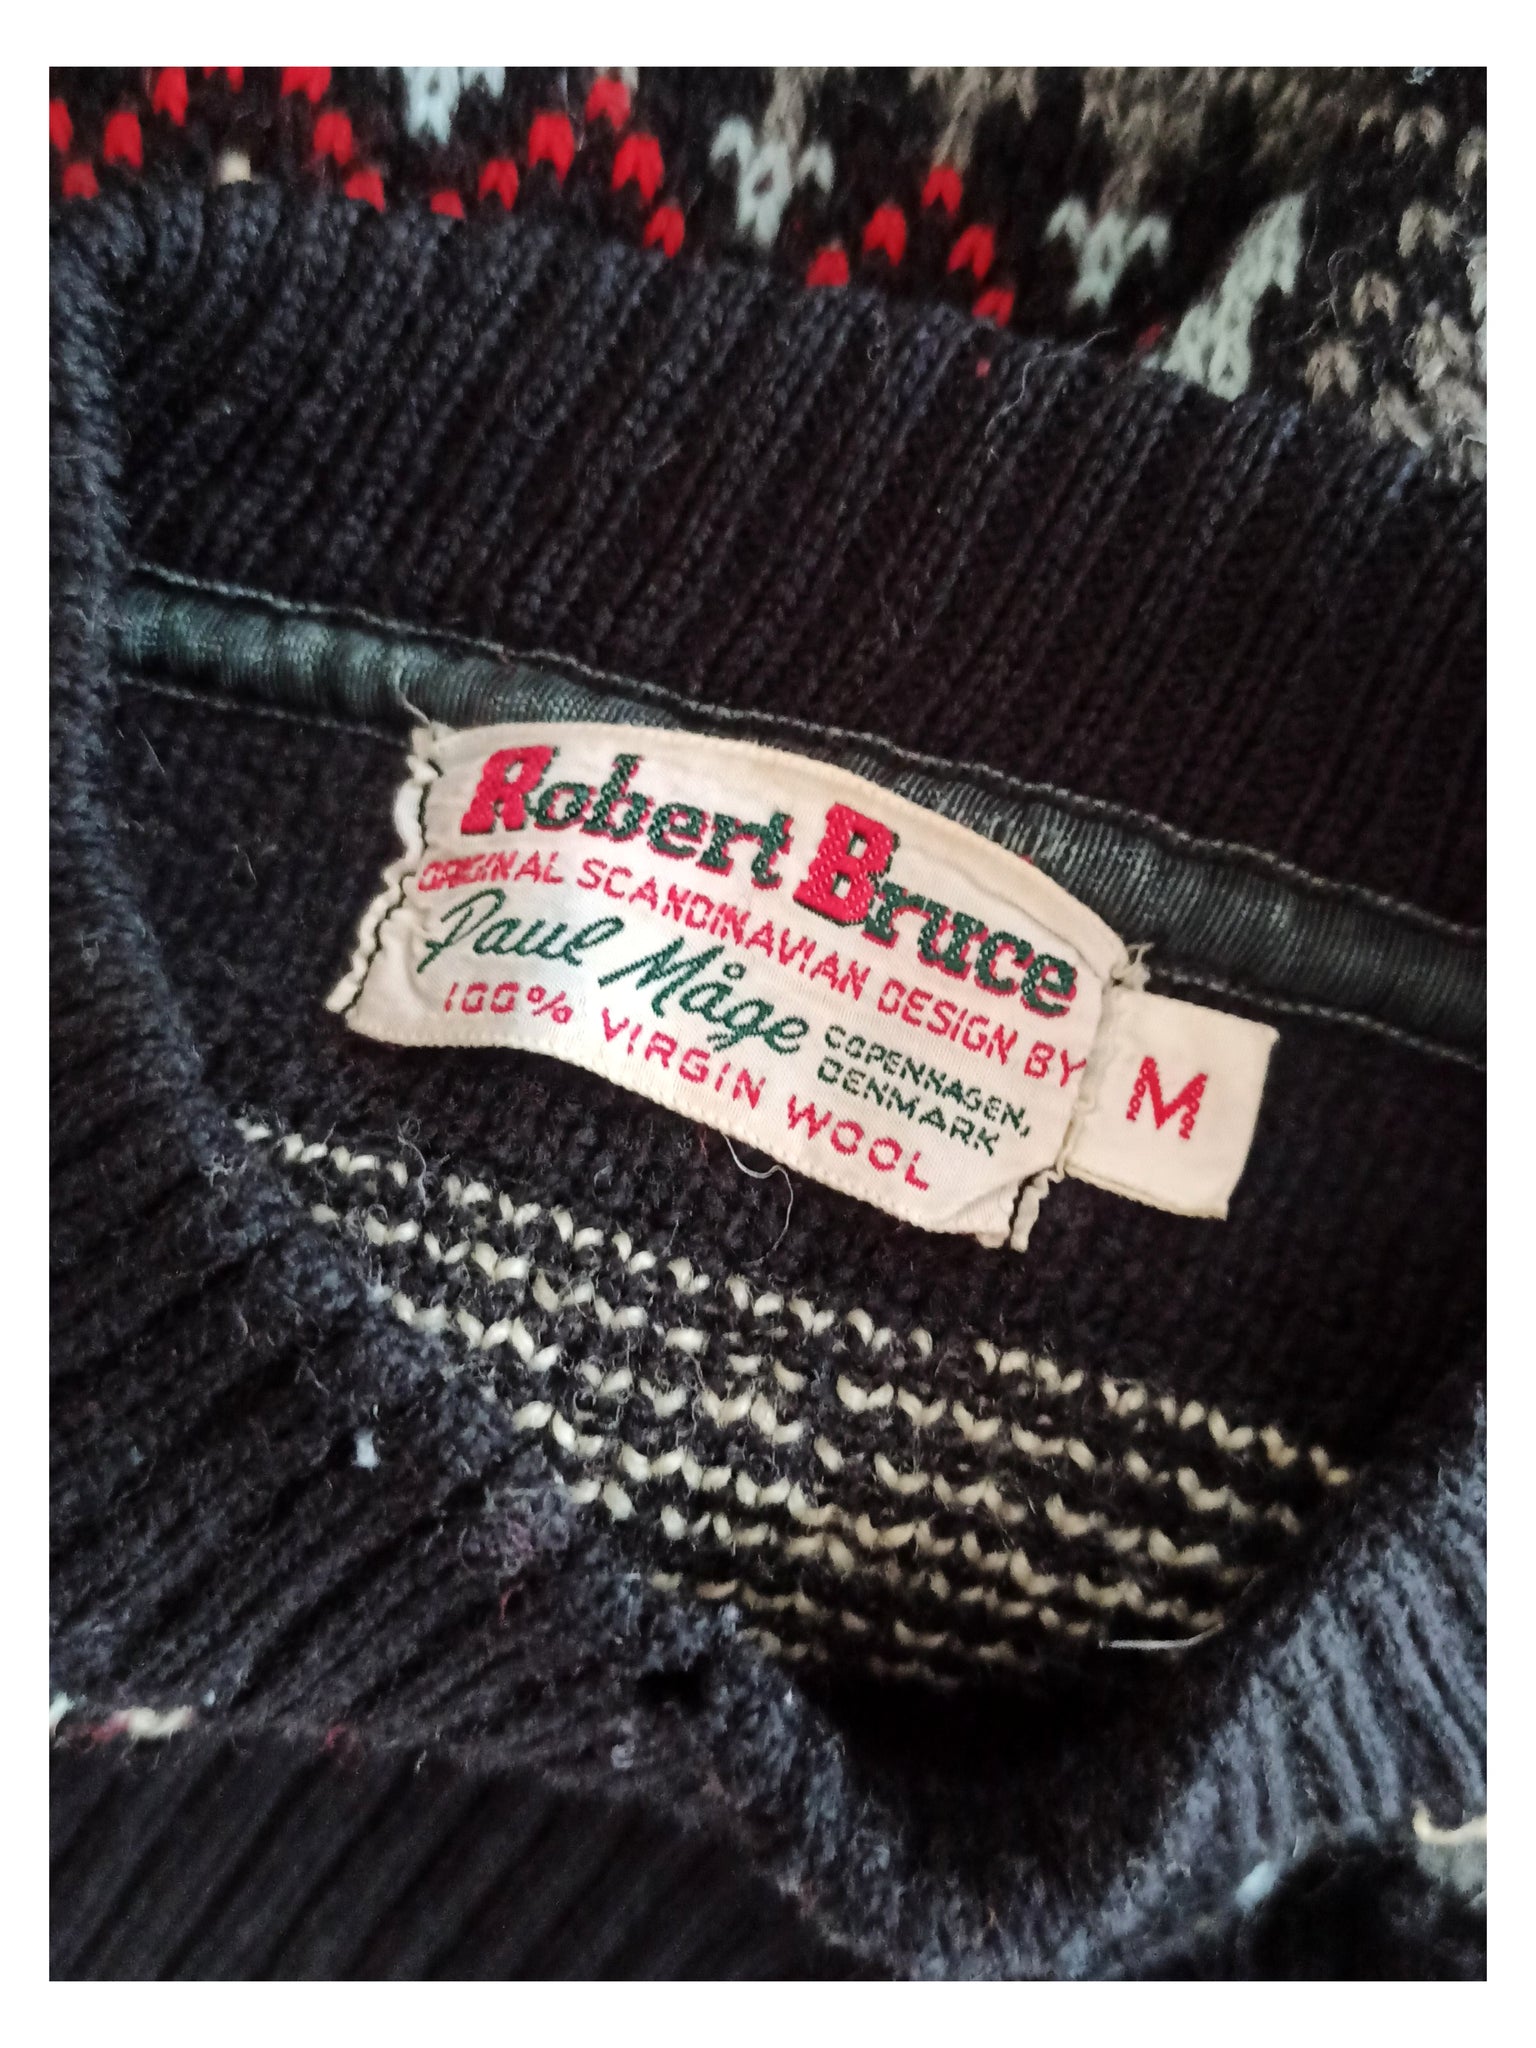 Robert Bruce
ORIGINAL SCANDINAVIAN DESIGN BY
Paul Måge COPENHAGEN,
DENMARK
100% VIRGIN WOOL
M